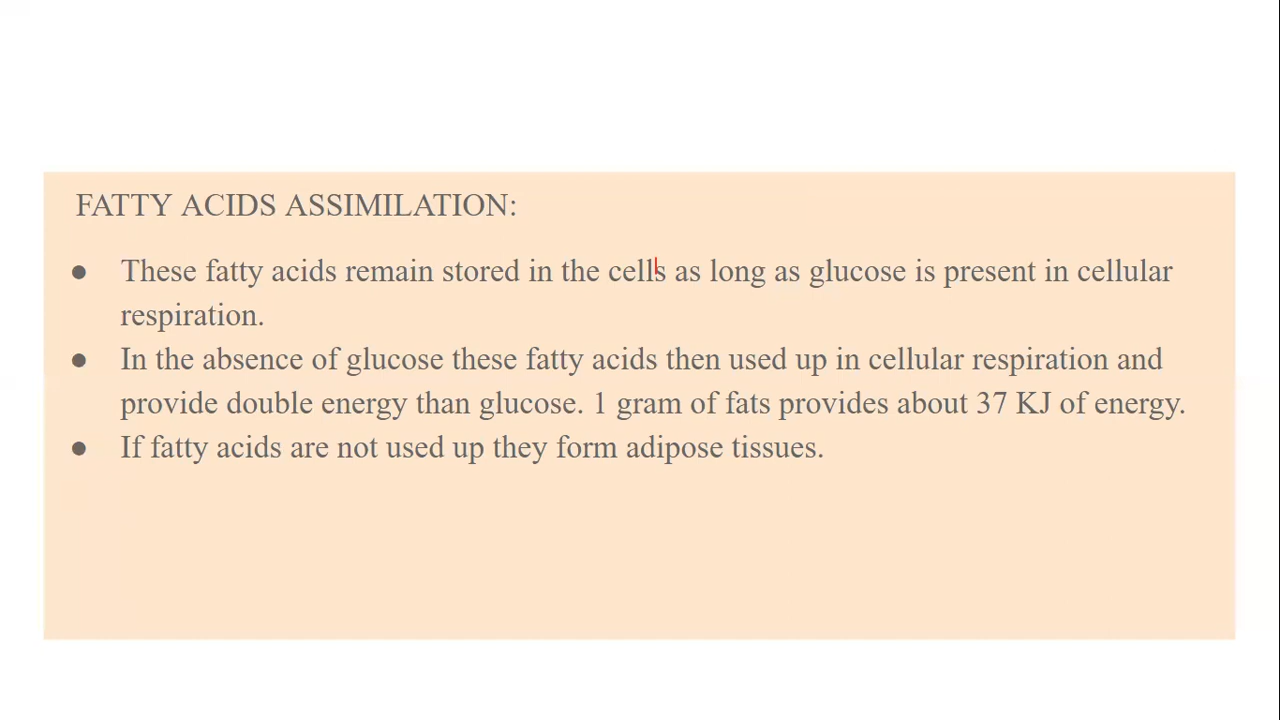 FATTY ACIDS ASSIMILATION:
● These fatty acids remain stored in the cells as long as glucose is present in cellular
respiration.
● In the absence of glucose these fatty acids then used up in cellular respiration and
provide double energy than glucose. 1 gram of fats provides about 37 KJ of energy.
● If fatty acids are not used up they form adipose tissues.